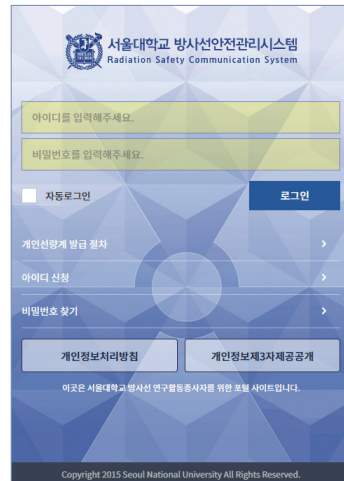 서울대학교 방사선안전관리시스템
Radiation Safety Communication System
아이디를 입력해주세요.
비밀번호를 입력해주세요.
자동로그인
로그인
개인선량계 발급 절차
아이디 신청
비밀번호 찾기
개인정보처리방침
개인정보제3자제공공개
이곳은 서울대학교 방사선 연구활동종사자를 위한 포털 사이트입니다.
Copyright 2015 Seoul National University All Rights Reserved.